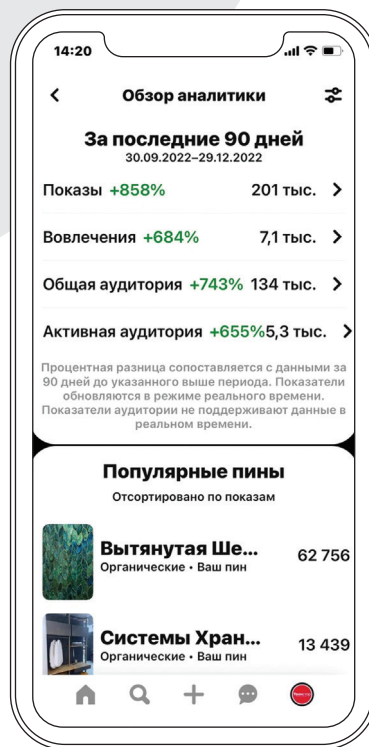 14:20
Обзор аналитики
За последние 90 дней
30.09.2022–29.12.2022
Показы +858% 201 тыс.
Вовлечения +684% 7,1 тыс.
Общая аудитория +743% 134 тыс.
Активная аудитория +655%5,3 тыс.
Процентная разница сопоставляется с данными за
90 дней до указанного выше периода. Показатели
обновляются в режиме реального времени.
Показатели аудитории не поддерживают данные в
реальном времени.
Популярные пины
Отсортировано по показам
Вытянутая Ше... 62 756
Органические • Ваш пин
Системы Хран... 13 439
Органические • Ваш пин